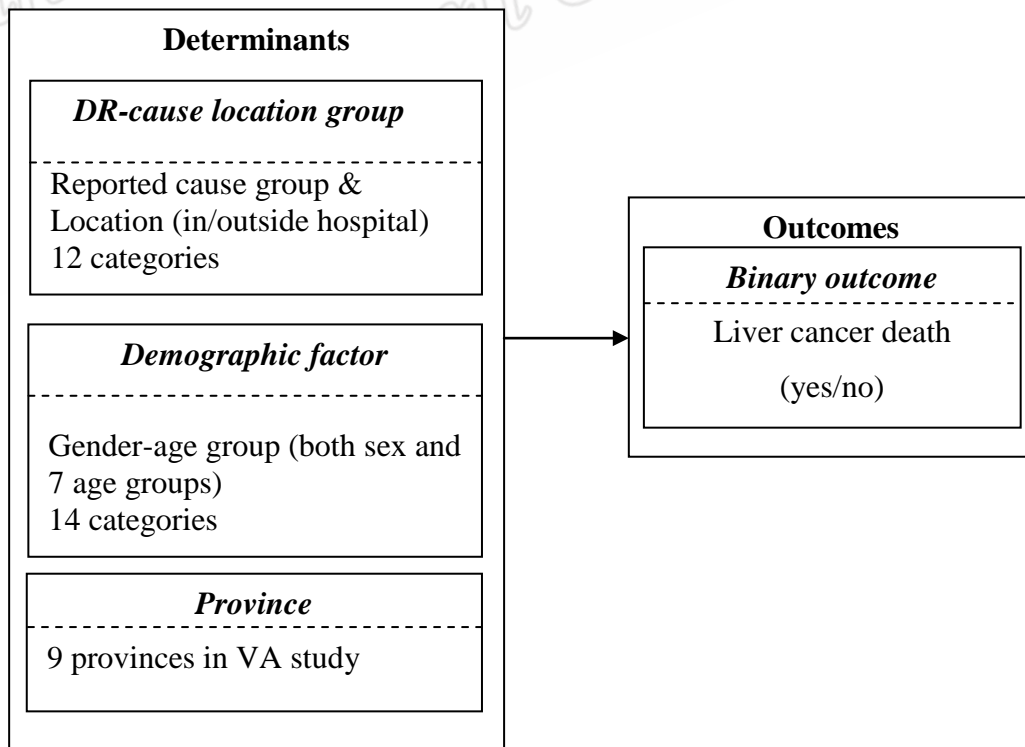 Determinants
DR-cause location group
Reported cause group &
Location (in/outside hospital)
12 categories
Demographic factor
Gender-age group (both sex and
7 age groups)
14 categories
Province
9 provinces in VA study
Outcomes
Binary outcome
Liver cancer death
(yes/no)